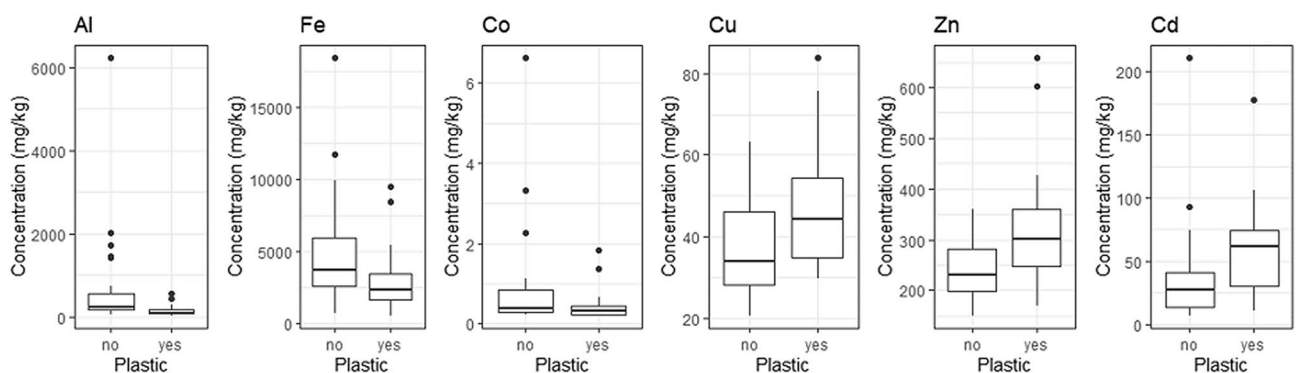 Al
Fe
Co
Cu
Zn
Cd
Concentration (mg/kg)
6000
4000
2000
0
no yes
Plastic
Concentration (mg/kg)
15000
10000
5000
0
no yes
Plastic
Concentration (mg/kg)
6
4
2
0
no yes
Plastic
Concentration (mg/kg)
80
60
40
20
no yes
Plastic
Concentration (mg/kg)
600
500
400
300
200
no yes
Plastic
Concentration (mg/kg)
200
150
100
50
0
no yes
Plastic